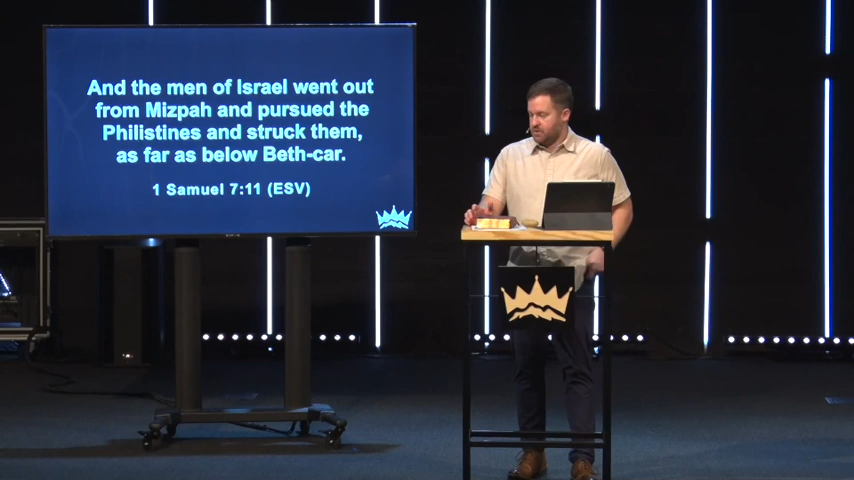 And the men of Israel went out
from Mizpah and pursued the
Philistines and struck them,
as far as below Beth-car.
1 Samuel 7:11 (ESV)